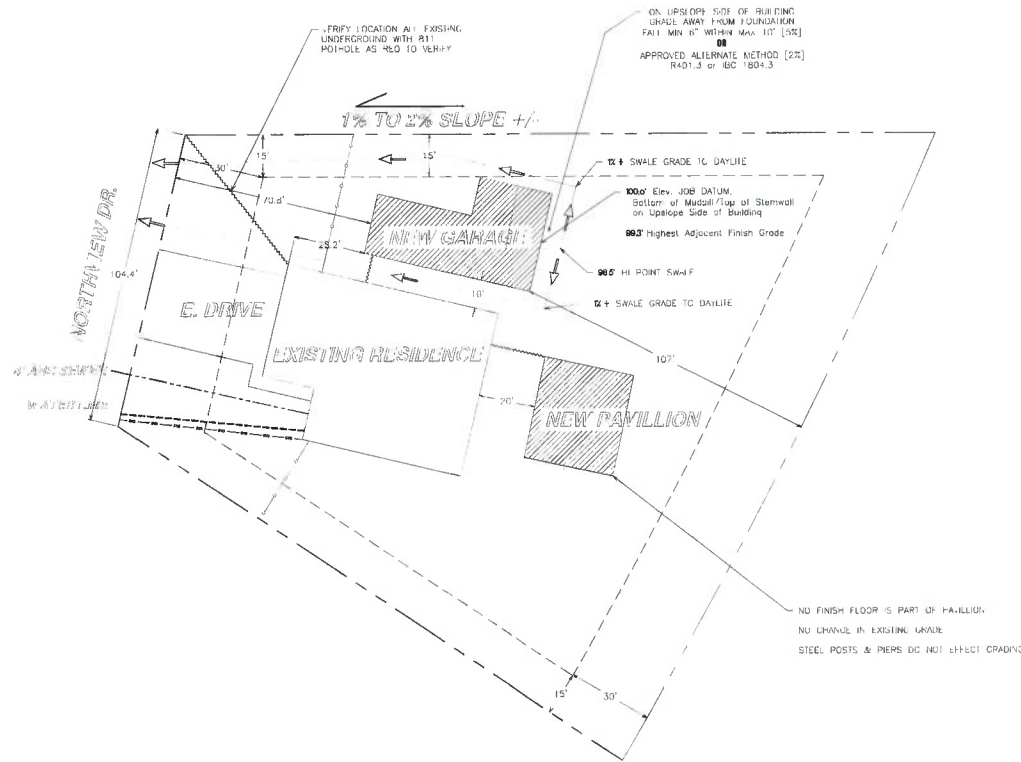 VERIFY LOCATION ALL EXISTING
UNDERGROUND WITH 811
POTHOLE AS REQ TO VERIFY
ON UPSLOPE SIDE OF BUILDING
GRADE AWAY FROM FOUNDATION
FALL MIN 6" WITHIN MAX 10' [5%]
OR
APPROVED ALTERNATE METHOD [2%]
R401.3 or IBC 1804.3
1% TO 2% SLOPE +/-
15'
15'
30'
70.8'
1% + SWALE GRADE TO DAYLITE
100.0' Elev. JOB DATUM,
Bottom of Mudsill/Top of Stemwall
on Upslope Side of Building
99.3' Highest Adjacent Finish Grade
NEW GARAGE
25.2'
98.5' HI POINT SWALE
10'
1% + SWALE GRADE TO DAYLITE
NORTHVIEW DR.
104.4'
E. DRIVE
EXISTING RESIDENCE
107'
SEWER
WATER LINE
20'
NEW PAVILLION
NO FINISH FLOOR IS PART OF PAVILLION
NO CHANGE IN EXISTING GRADE
STEEL POSTS & PIERS DO NOT EFFECT GRADING
15'
30'